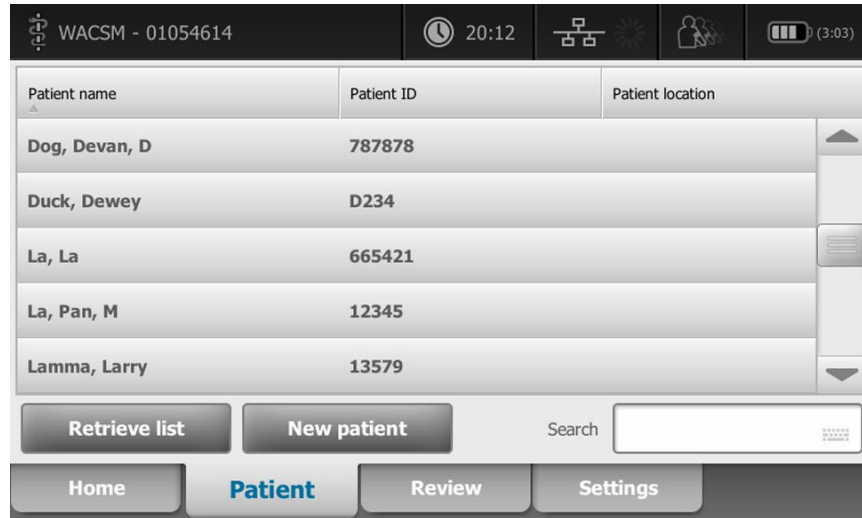 WACSM - 01054614 20:12 (3:03)
Patient name Patient ID Patient location
Dog, Devan, D 787878
Duck, Dewey D234
La, La 665421
La, Pan, M 12345
Lamma, Larry 13579
Retrieve list New patient Search
Home Patient Review Settings